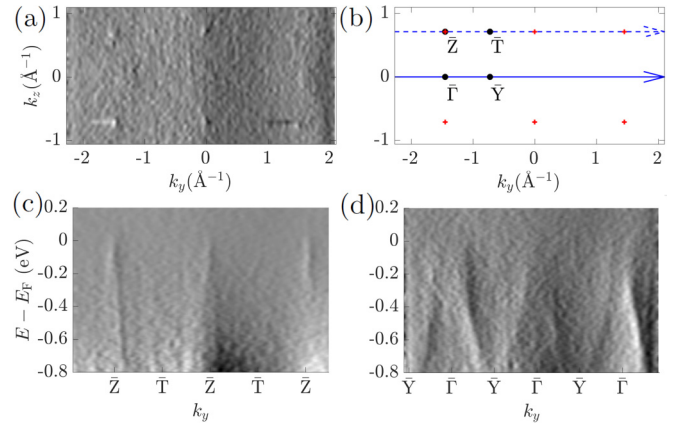 (a)
1
0
-1
k_z(Å⁻¹)
-2 -1 0 1 2
k_y(Å⁻¹)
(b)
1
0
-1
Z̄ T̄
Γ̄ Ȳ
-2 -1 0 1 2
k_y(Å⁻¹)
(c)
0.2
0
-0.2
-0.4
-0.6
-0.8
E − E_F (eV)
Z̄ T̄ Z̄ T̄ Z̄
k_y
(d)
0.2
0
-0.2
-0.4
-0.6
-0.8
Ȳ Γ̄ Ȳ Γ̄ Ȳ Γ̄
k_y